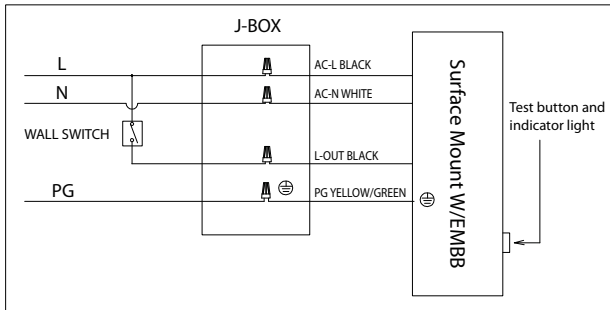 J-BOX
L
AC-L BLACK
N
AC-N WHITE
WALL SWITCH
L-OUT BLACK
PG
PG YELLOW/GREEN
Surface Mount W/EMBB
Test button and
indicator light